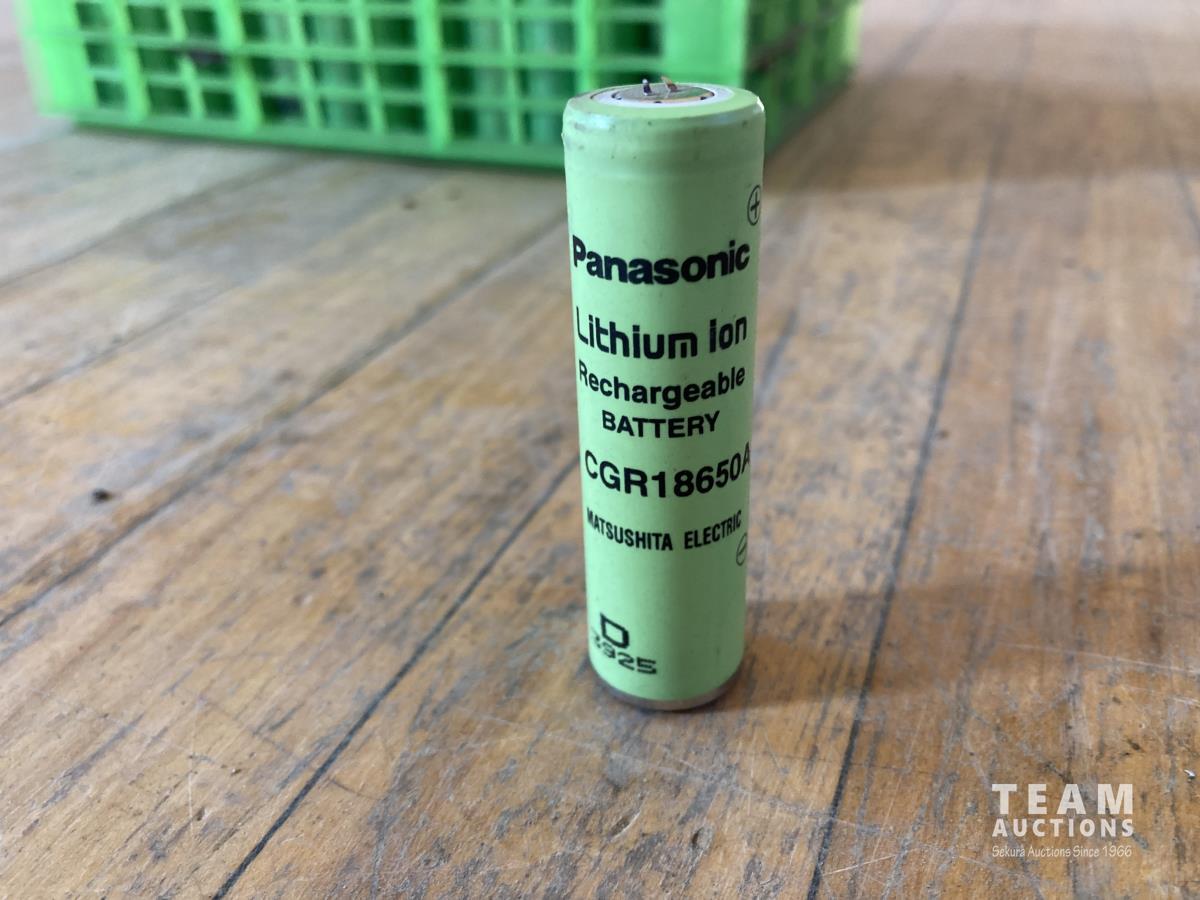 Panasonic
Lithium ion
Rechargeable
BATTERY
CGR18650A
MATSUSHITA ELECTRIC
D
TEAM
AUCTIONS
Sekura Auctions Since 1966